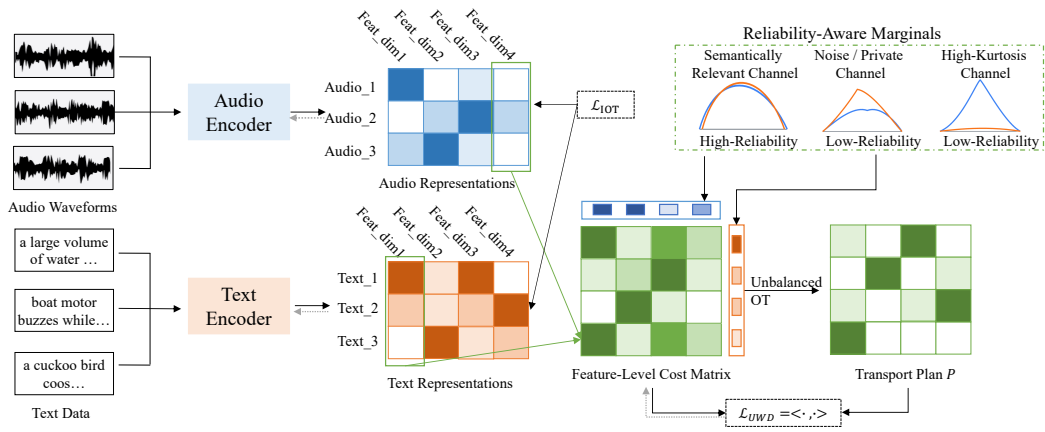 Audio Waveforms
a large volume
of water …
boat motor
buzzes while…
a cuckoo bird
coos…
Text Data
Audio
Encoder
Text
Encoder
Feat_dim1
Feat_dim2
Feat_dim3
Feat_dim4
Audio_1
Audio_2
Audio_3
Audio Representations
Feat_dim1
Feat_dim2
Feat_dim3
Feat_dim4
Text_1
Text_2
Text_3
Text Representations
ℒ_IOT
Reliability-Aware Marginals
Semantically
Relevant Channel
High-Reliability
Noise / Private
Channel
Low-Reliability
High-Kurtosis
Channel
Low-Reliability
Feature-Level Cost Matrix
Unbalanced
OT
Transport Plan P
ℒ_UWD =<· ,·>